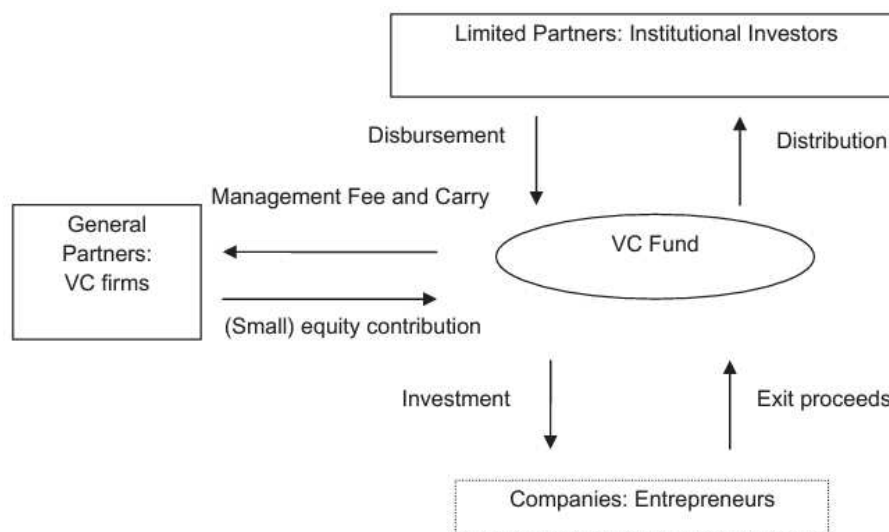 Limited Partners: Institutional Investors
Disbursement
Distribution
Management Fee and Carry
General
Partners:
VC firms
VC Fund
(Small) equity contribution
Investment
Exit proceeds
Companies: Entrepreneurs